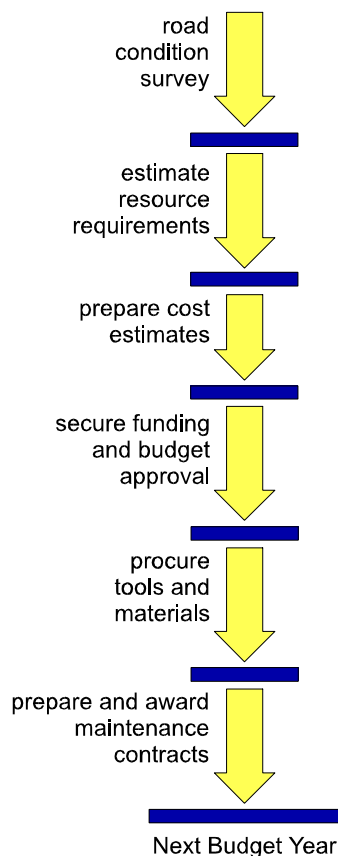 road
condition
survey
estimate
resource
requirements
prepare cost
estimates
secure funding
and budget
approval
procure
tools and
materials
prepare and award
maintenance
contracts
Next Budget Year